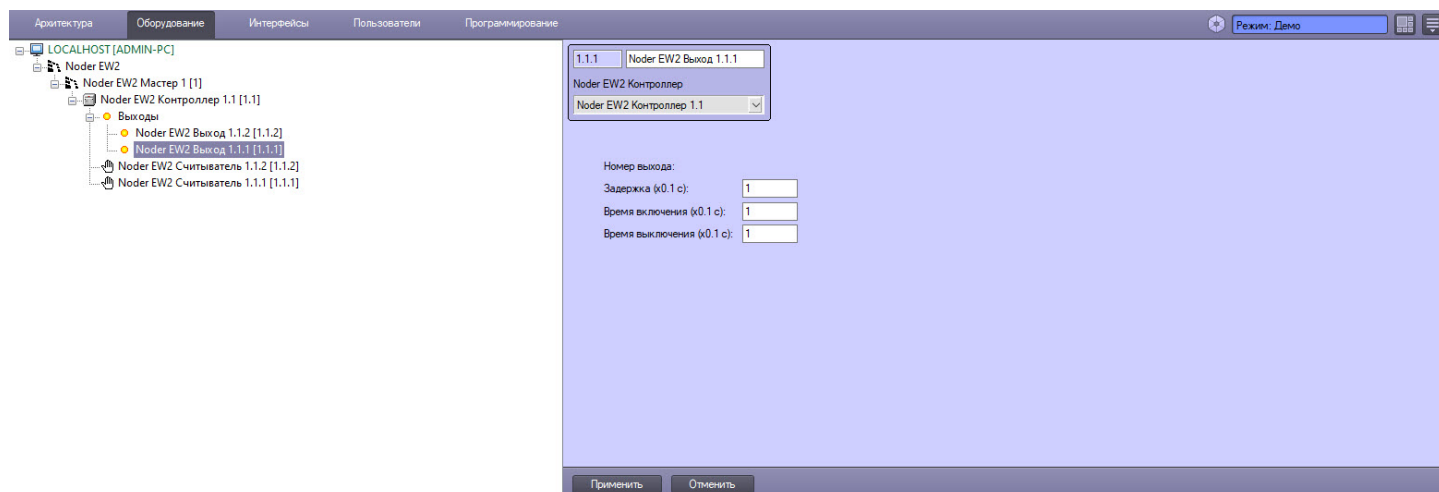 Архитектура Оборудование Интерфейсы Пользователи Программирование Режим: Демо
LOCALHOST [ADMIN-PC]
Noder EW2
Noder EW2 Мастер 1 [1]
Noder EW2 Контроллер 1.1 [1.1]
Выходы
Noder EW2 Выход 1.1.2 [1.1.2]
Noder EW2 Выход 1.1.1 [1.1.1]
Noder EW2 Считыватель 1.1.2 [1.1.2]
Noder EW2 Считыватель 1.1.1 [1.1.1]
1.1.1 Noder EW2 Выход 1.1.1
Noder EW2 Контроллер
Noder EW2 Контроллер 1.1
Номер выхода:
Задержка (x0.1 с): 1
Время включения (x0.1 с): 1
Время выключения (x0.1 с): 1
Применить Отменить